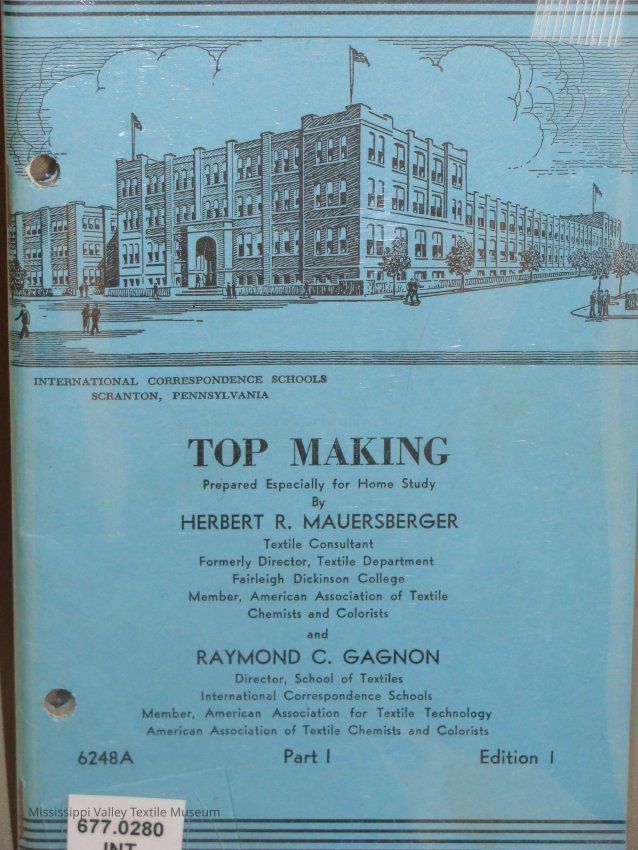 INTERNATIONAL CORRESPONDENCE SCHOOLS
SCRANTON, PENNSYLVANIA
TOP MAKING
Prepared Especially for Home Study
By
HERBERT R. MAUERSBERGER
Textile Consultant
Formerly Director, Textile Department
Fairleigh Dickinson College
Member, American Association of Textile
Chemists and Colorists
and
RAYMOND C. GAGNON
Director, School of Textiles
International Correspondence Schools
Member, American Association for Textile Technology
American Association of Textile Chemists and Colorists
6248A Part 1 Edition 1
Mississippi Valley Textile Museum
677.0280
INT